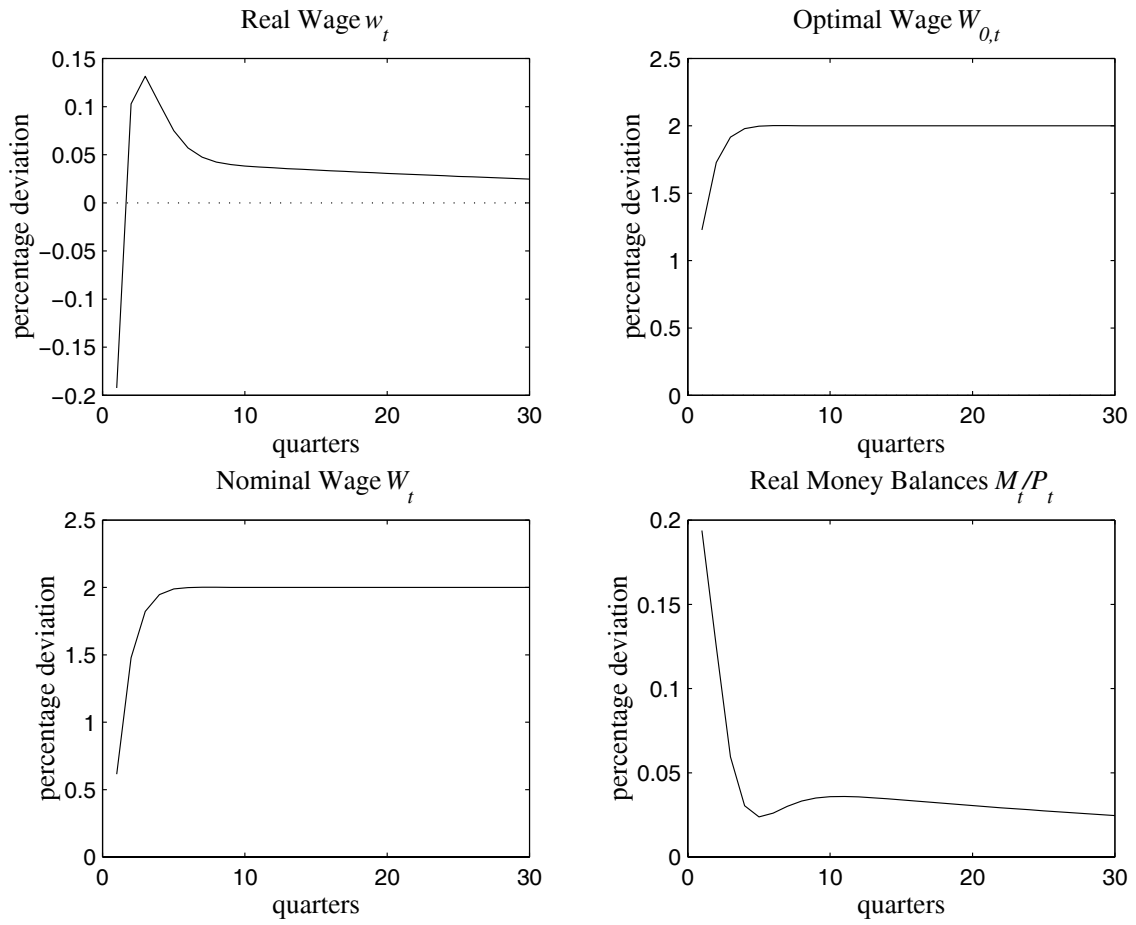 Real Wage w_t
percentage deviation
0.15
0.1
0.05
0
−0.05
−0.1
−0.15
−0.2
0 10 20 30
quarters
Optimal Wage W_{0,t}
percentage deviation
2.5
2
1.5
1
0.5
0
0 10 20 30
quarters
Nominal Wage W_t
percentage deviation
2.5
2
1.5
1
0.5
0
0 10 20 30
quarters
Real Money Balances M_t/P_t
percentage deviation
0.2
0.15
0.1
0.05
0
0 10 20 30
quarters